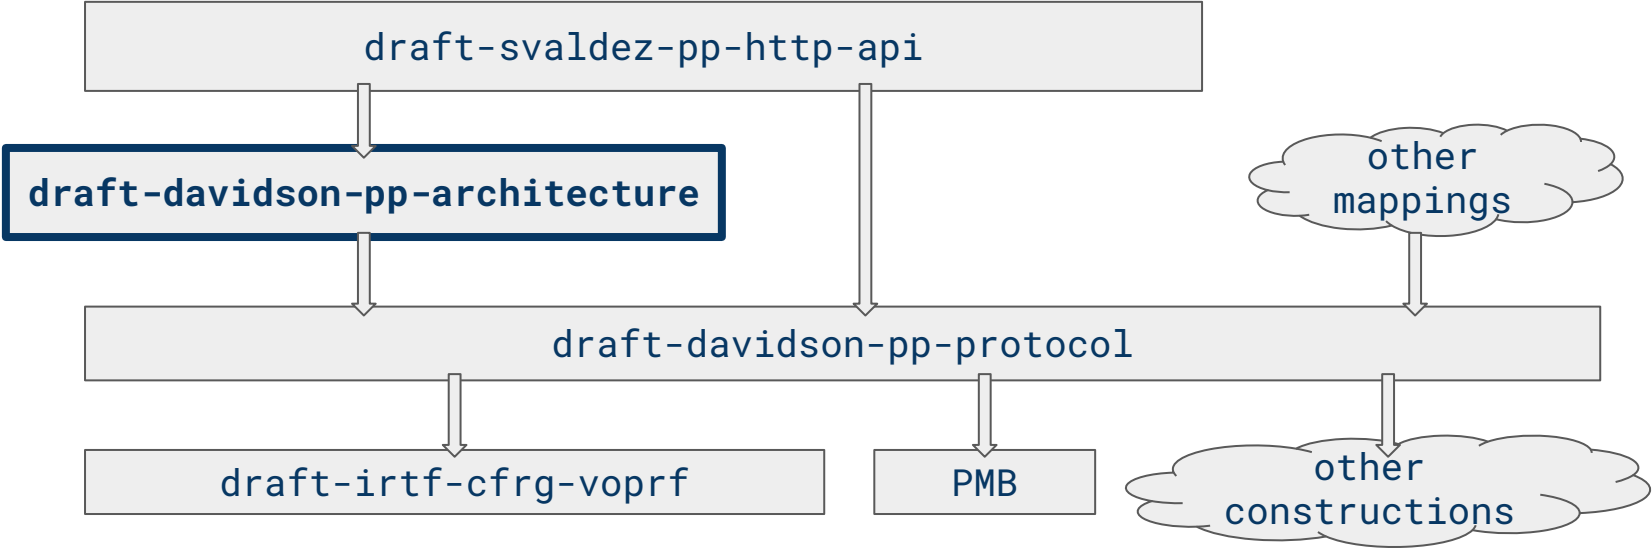 draft-svaldez-pp-http-api
other
mappings
draft-davidson-pp-architecture
draft-davidson-pp-protocol
draft-irtf-cfrg-voprf
PMB
other
constructions